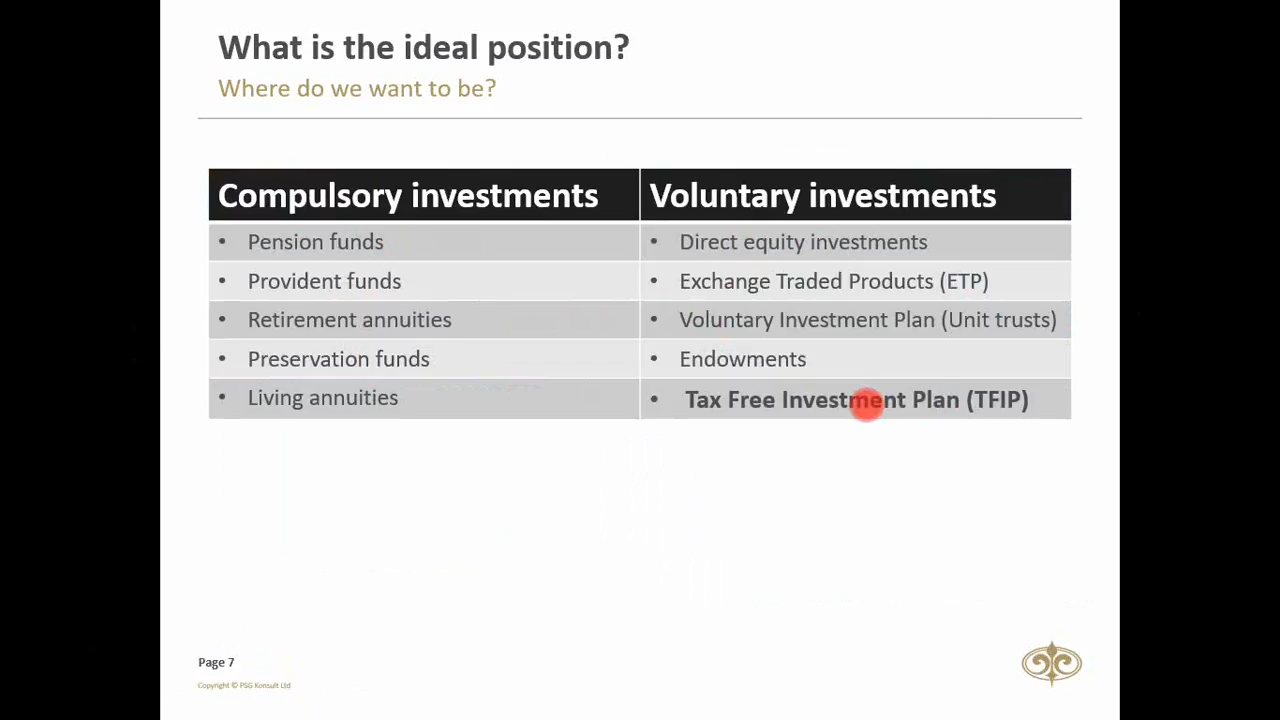 What is the ideal position?
Where do we want to be?
Compulsory investments
Voluntary investments
• Pension funds
• Direct equity investments
• Provident funds
• Exchange Traded Products (ETP)
• Retirement annuities
• Voluntary Investment Plan (Unit trusts)
• Preservation funds
• Endowments
• Living annuities
• Tax Free Investment Plan (TFIP)
Page 7
Copyright © PSG Konsult Ltd